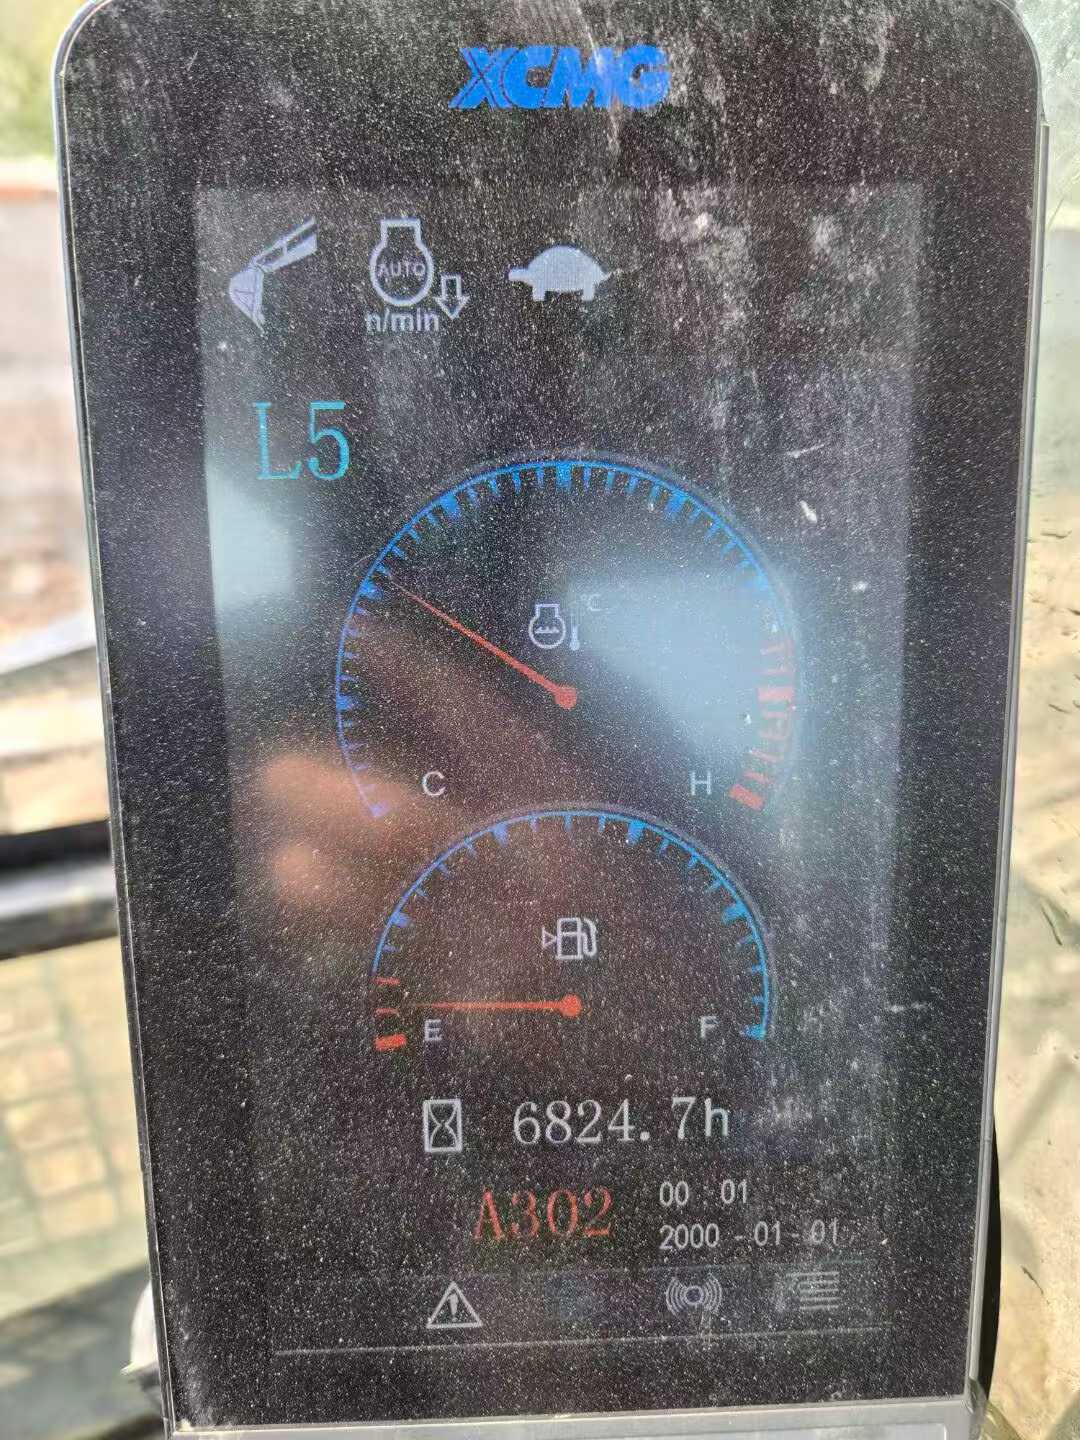 XCMG
AUTO
n/min
L5
°C
C H
E F
6824.7h
A302
00 01
2000 - 01 - 01